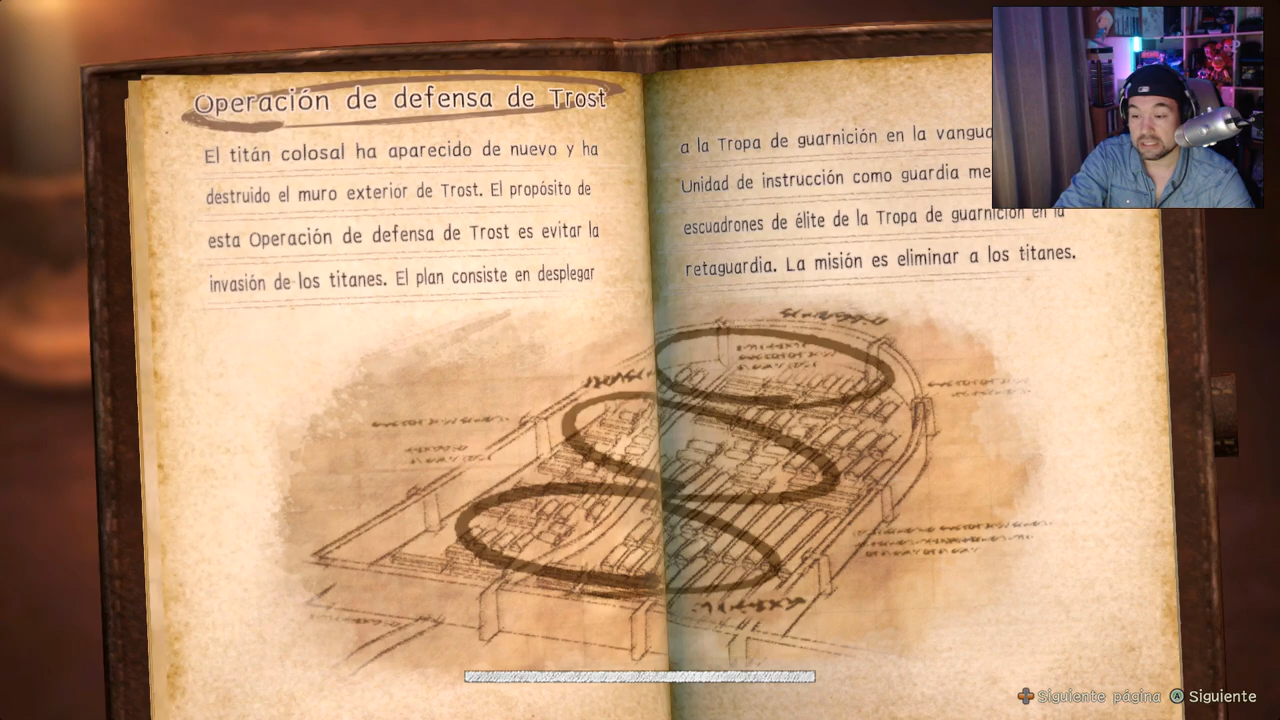 Operación de defensa de Trost
El titán colosal ha aparecido de nuevo y ha
destruido el muro exterior de Trost. El propósito de
esta Operación de defensa de Trost es evitar la
invasión de los titanes. El plan consiste en desplegar
a la Tropa de guarnición en la
Unidad de instrucción como guardia
escuadrones de élite de la Tropa de guarnición en la
retaguardia. La misión es eliminar a los titanes.
Siguiente página A Siguiente